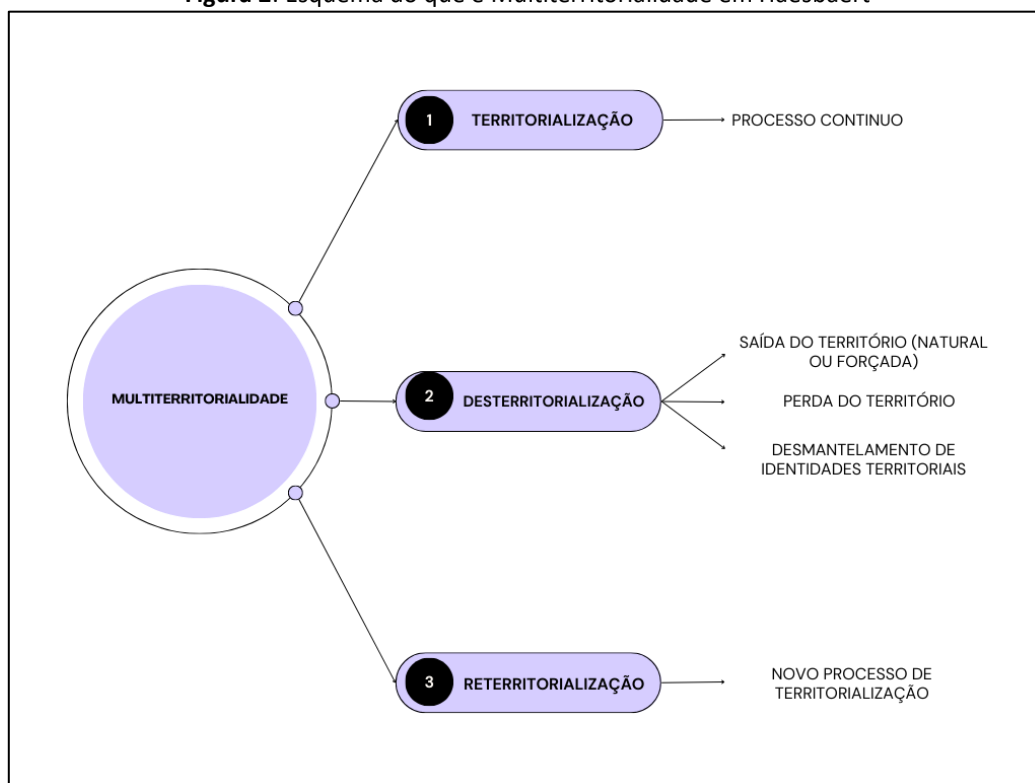 Figura 2: Esquema do que é Multiterritorialidade em Haesbaert
1
TERRITORIALIZAÇÃO
PROCESSO CONTINUO
MULTITERRITORIALIDADE
2
DESTERRITORIALIZAÇÃO
SAÍDA DO TERRITÓRIO (NATURAL
OU FORÇADA)
PERDA DO TERRITÓRIO
DESMANTELAMENTO DE
IDENTIDADES TERRITORIAIS
3
RETERRITORIALIZAÇÃO
NOVO PROCESSO DE
TERRITORIALIZAÇÃO